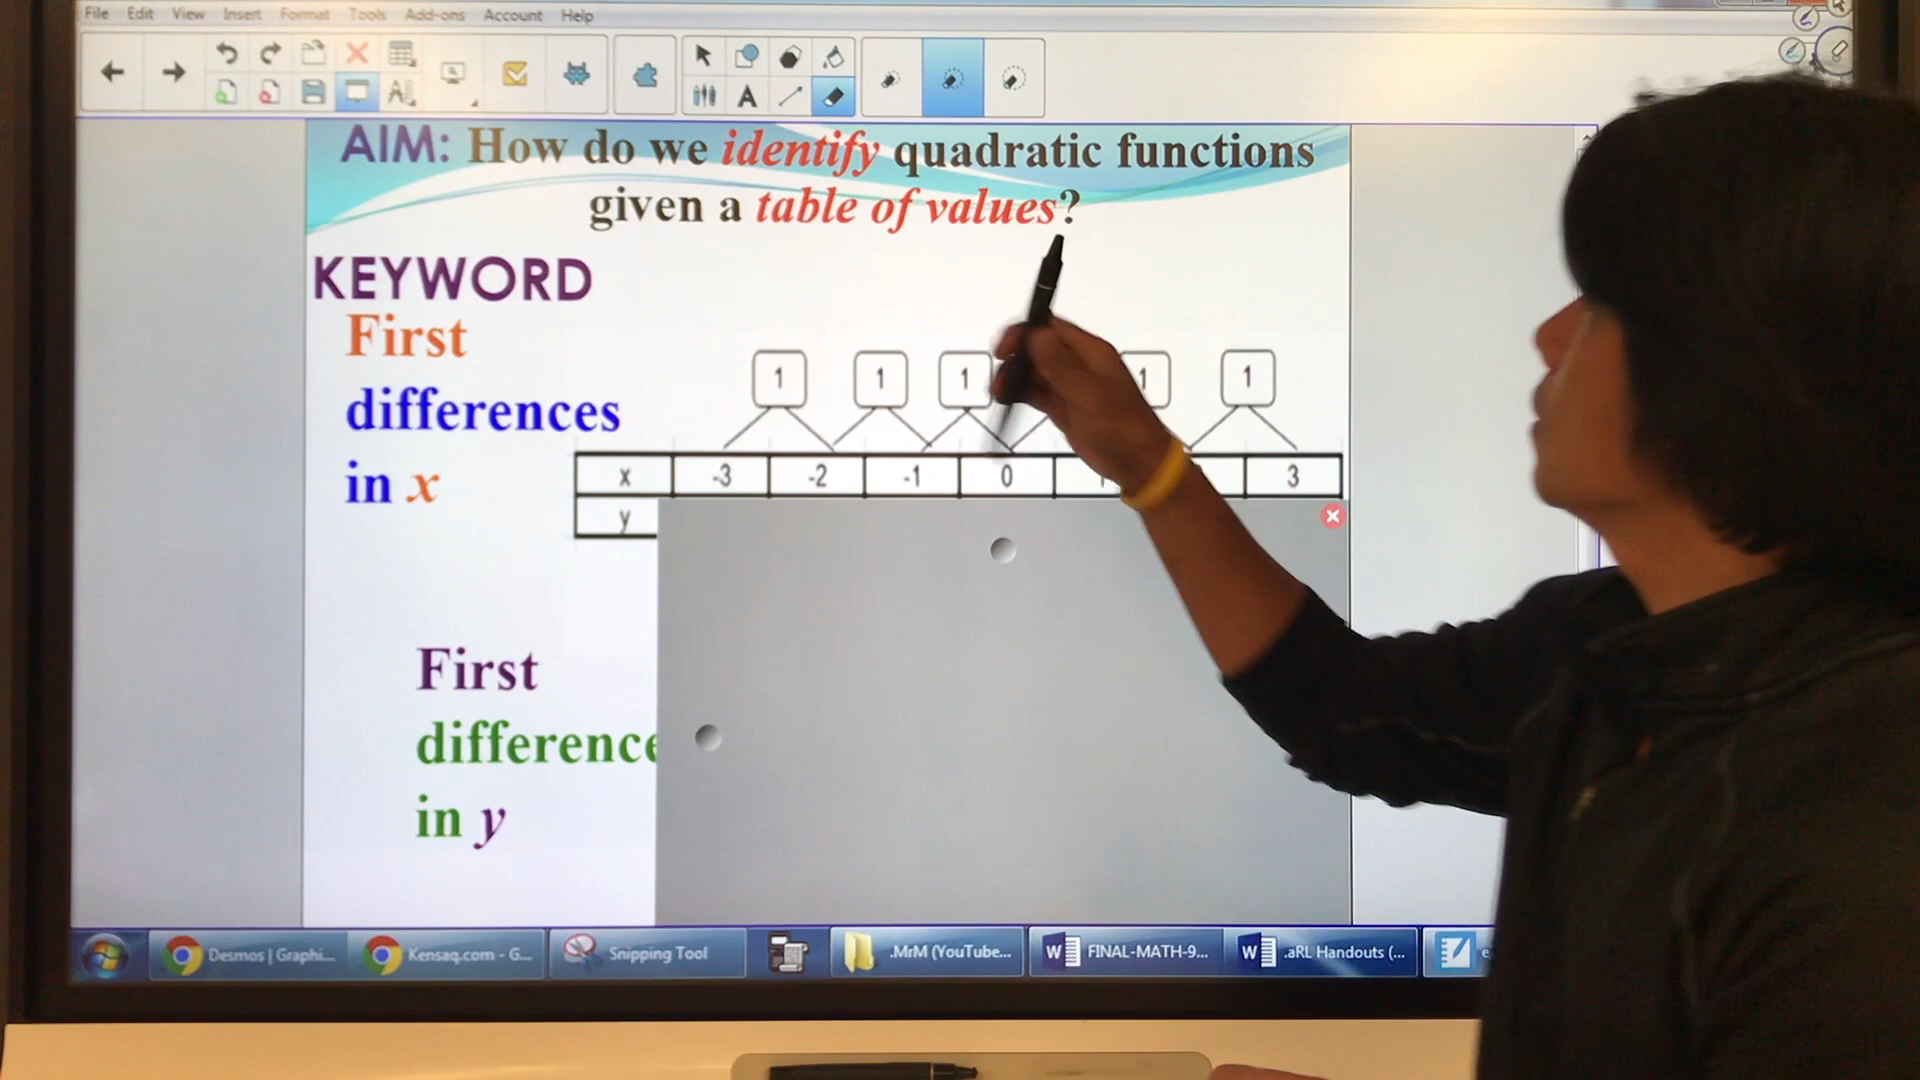 File Edit View Insert Format Tools Add-ons Account Help
AIM: How do we identify quadratic functions
given a table of values?
KEYWORD
First
differences
in x
1 1 1 1 1
x -3 -2 -1 0 3
y
First
difference
in y
Desmos | Graphi... Kensaq.com - G... Snipping Tool .MrM (YouTube... FINAL-MATH-9... .aRL Handouts (...